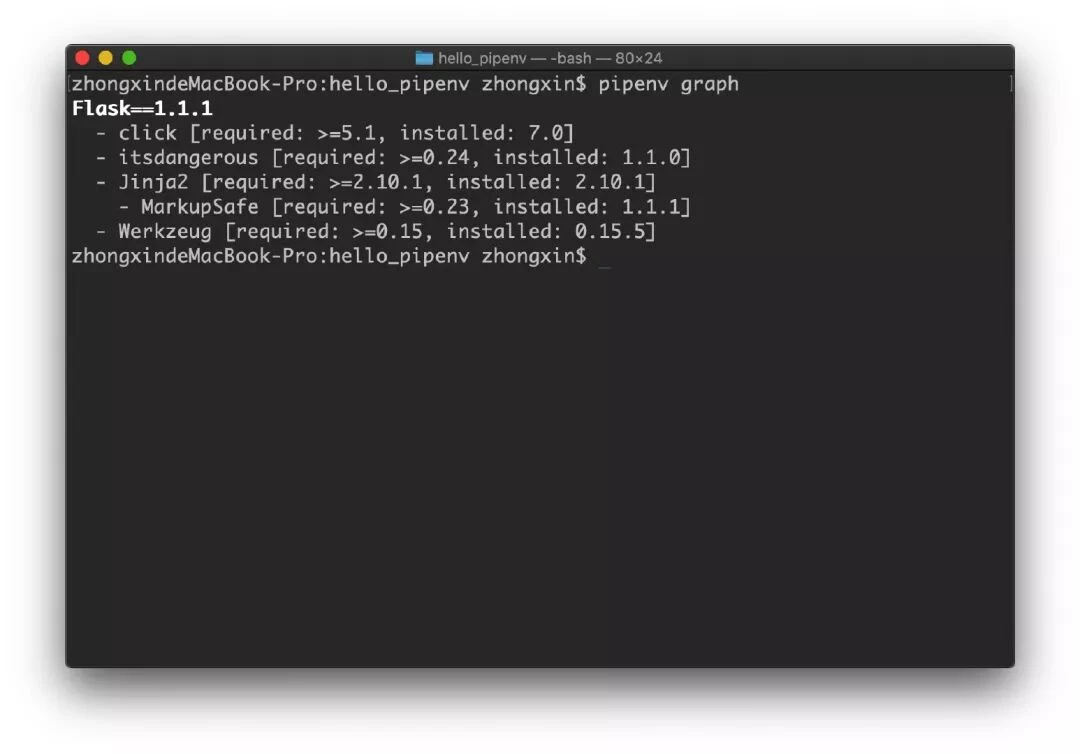 hello_pipenv — -bash — 80×24
zhongxindeMacBook-Pro:hello_pipenv zhongxin$ pipenv graph
Flask==1.1.1
  - click [required: >=5.1, installed: 7.0]
  - itsdangerous [required: >=0.24, installed: 1.1.0]
  - Jinja2 [required: >=2.10.1, installed: 2.10.1]
    - MarkupSafe [required: >=0.23, installed: 1.1.1]
  - Werkzeug [required: >=0.15, installed: 0.15.5]
zhongxindeMacBook-Pro:hello_pipenv zhongxin$ _